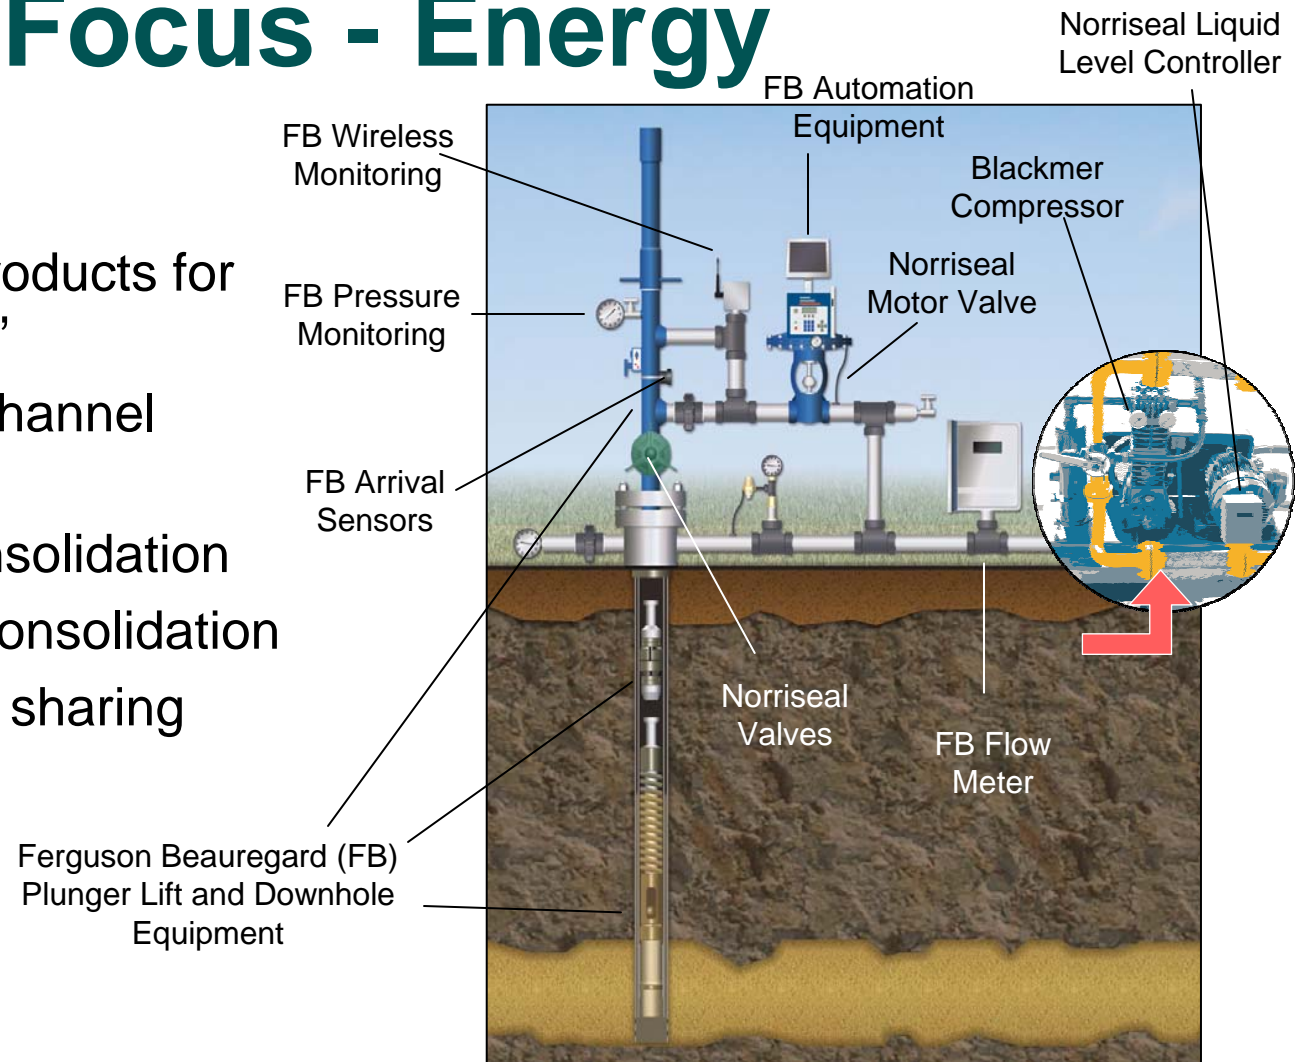 Focus - Energy
roducts for
”
hannel
nsolidation
onsolidation
sharing
Norriseal Liquid
Level Controller
FB Automation
Equipment
FB Wireless
Monitoring
Blackmer
Compressor
Norriseal
Motor Valve
FB Pressure
Monitoring
FB Arrival
Sensors
Norriseal
Valves
FB Flow
Meter
Ferguson Beauregard (FB)
Plunger Lift and Downhole
Equipment